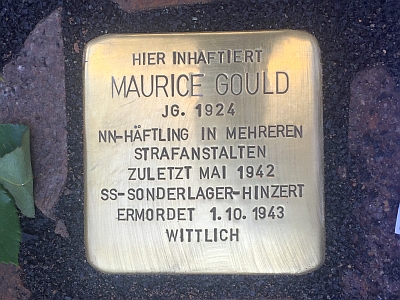 HIER INHAFTIERT
MAURICE GOULD
JG. 1924
NN-HÄFTLING IN MEHREREN
STRAFANSTALTEN
ZULETZT MAI 1942
SS-SONDERLAGER-HINZERT
ERMORDET 1.10.1943
WITTLICH